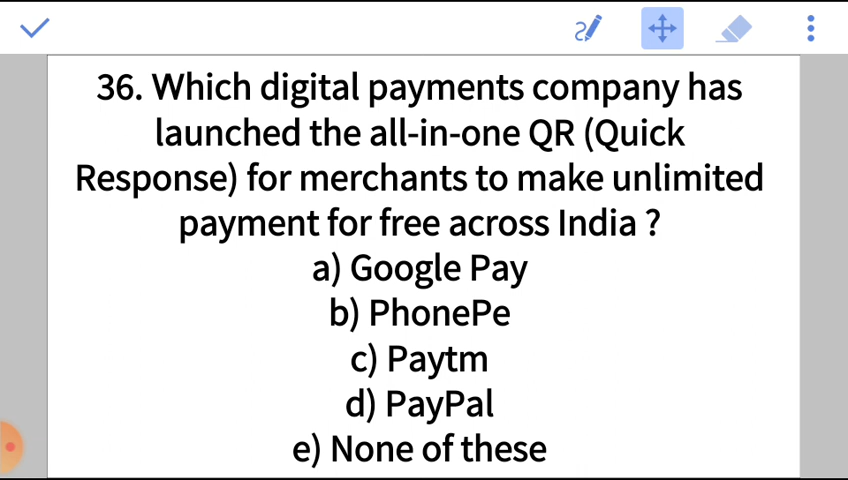 36. Which digital payments company has
launched the all-in-one QR (Quick
Response) for merchants to make unlimited
payment for free across India ?
a) Google Pay
b) PhonePe
c) Paytm
d) PayPal
e) None of these